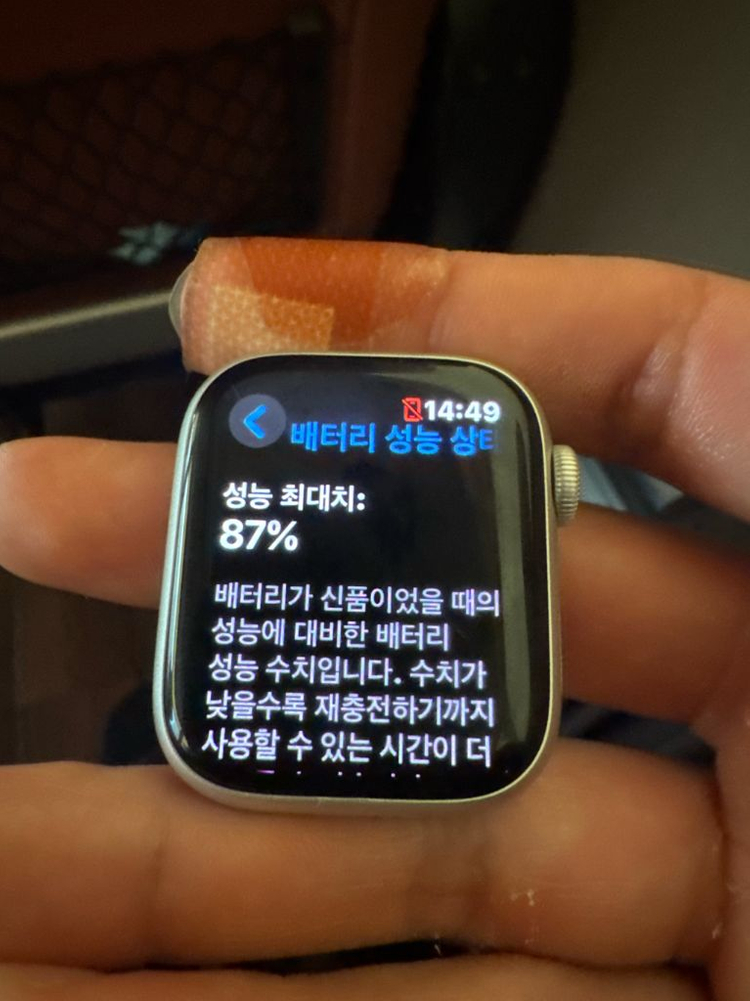 14:49
배터리 성능 상태
성능 최대치:
87%
배터리가 신품이었을 때의
성능에 대비한 배터리
성능 수치입니다. 수치가
낮을수록 재충전하기까지
사용할 수 있는 시간이 더